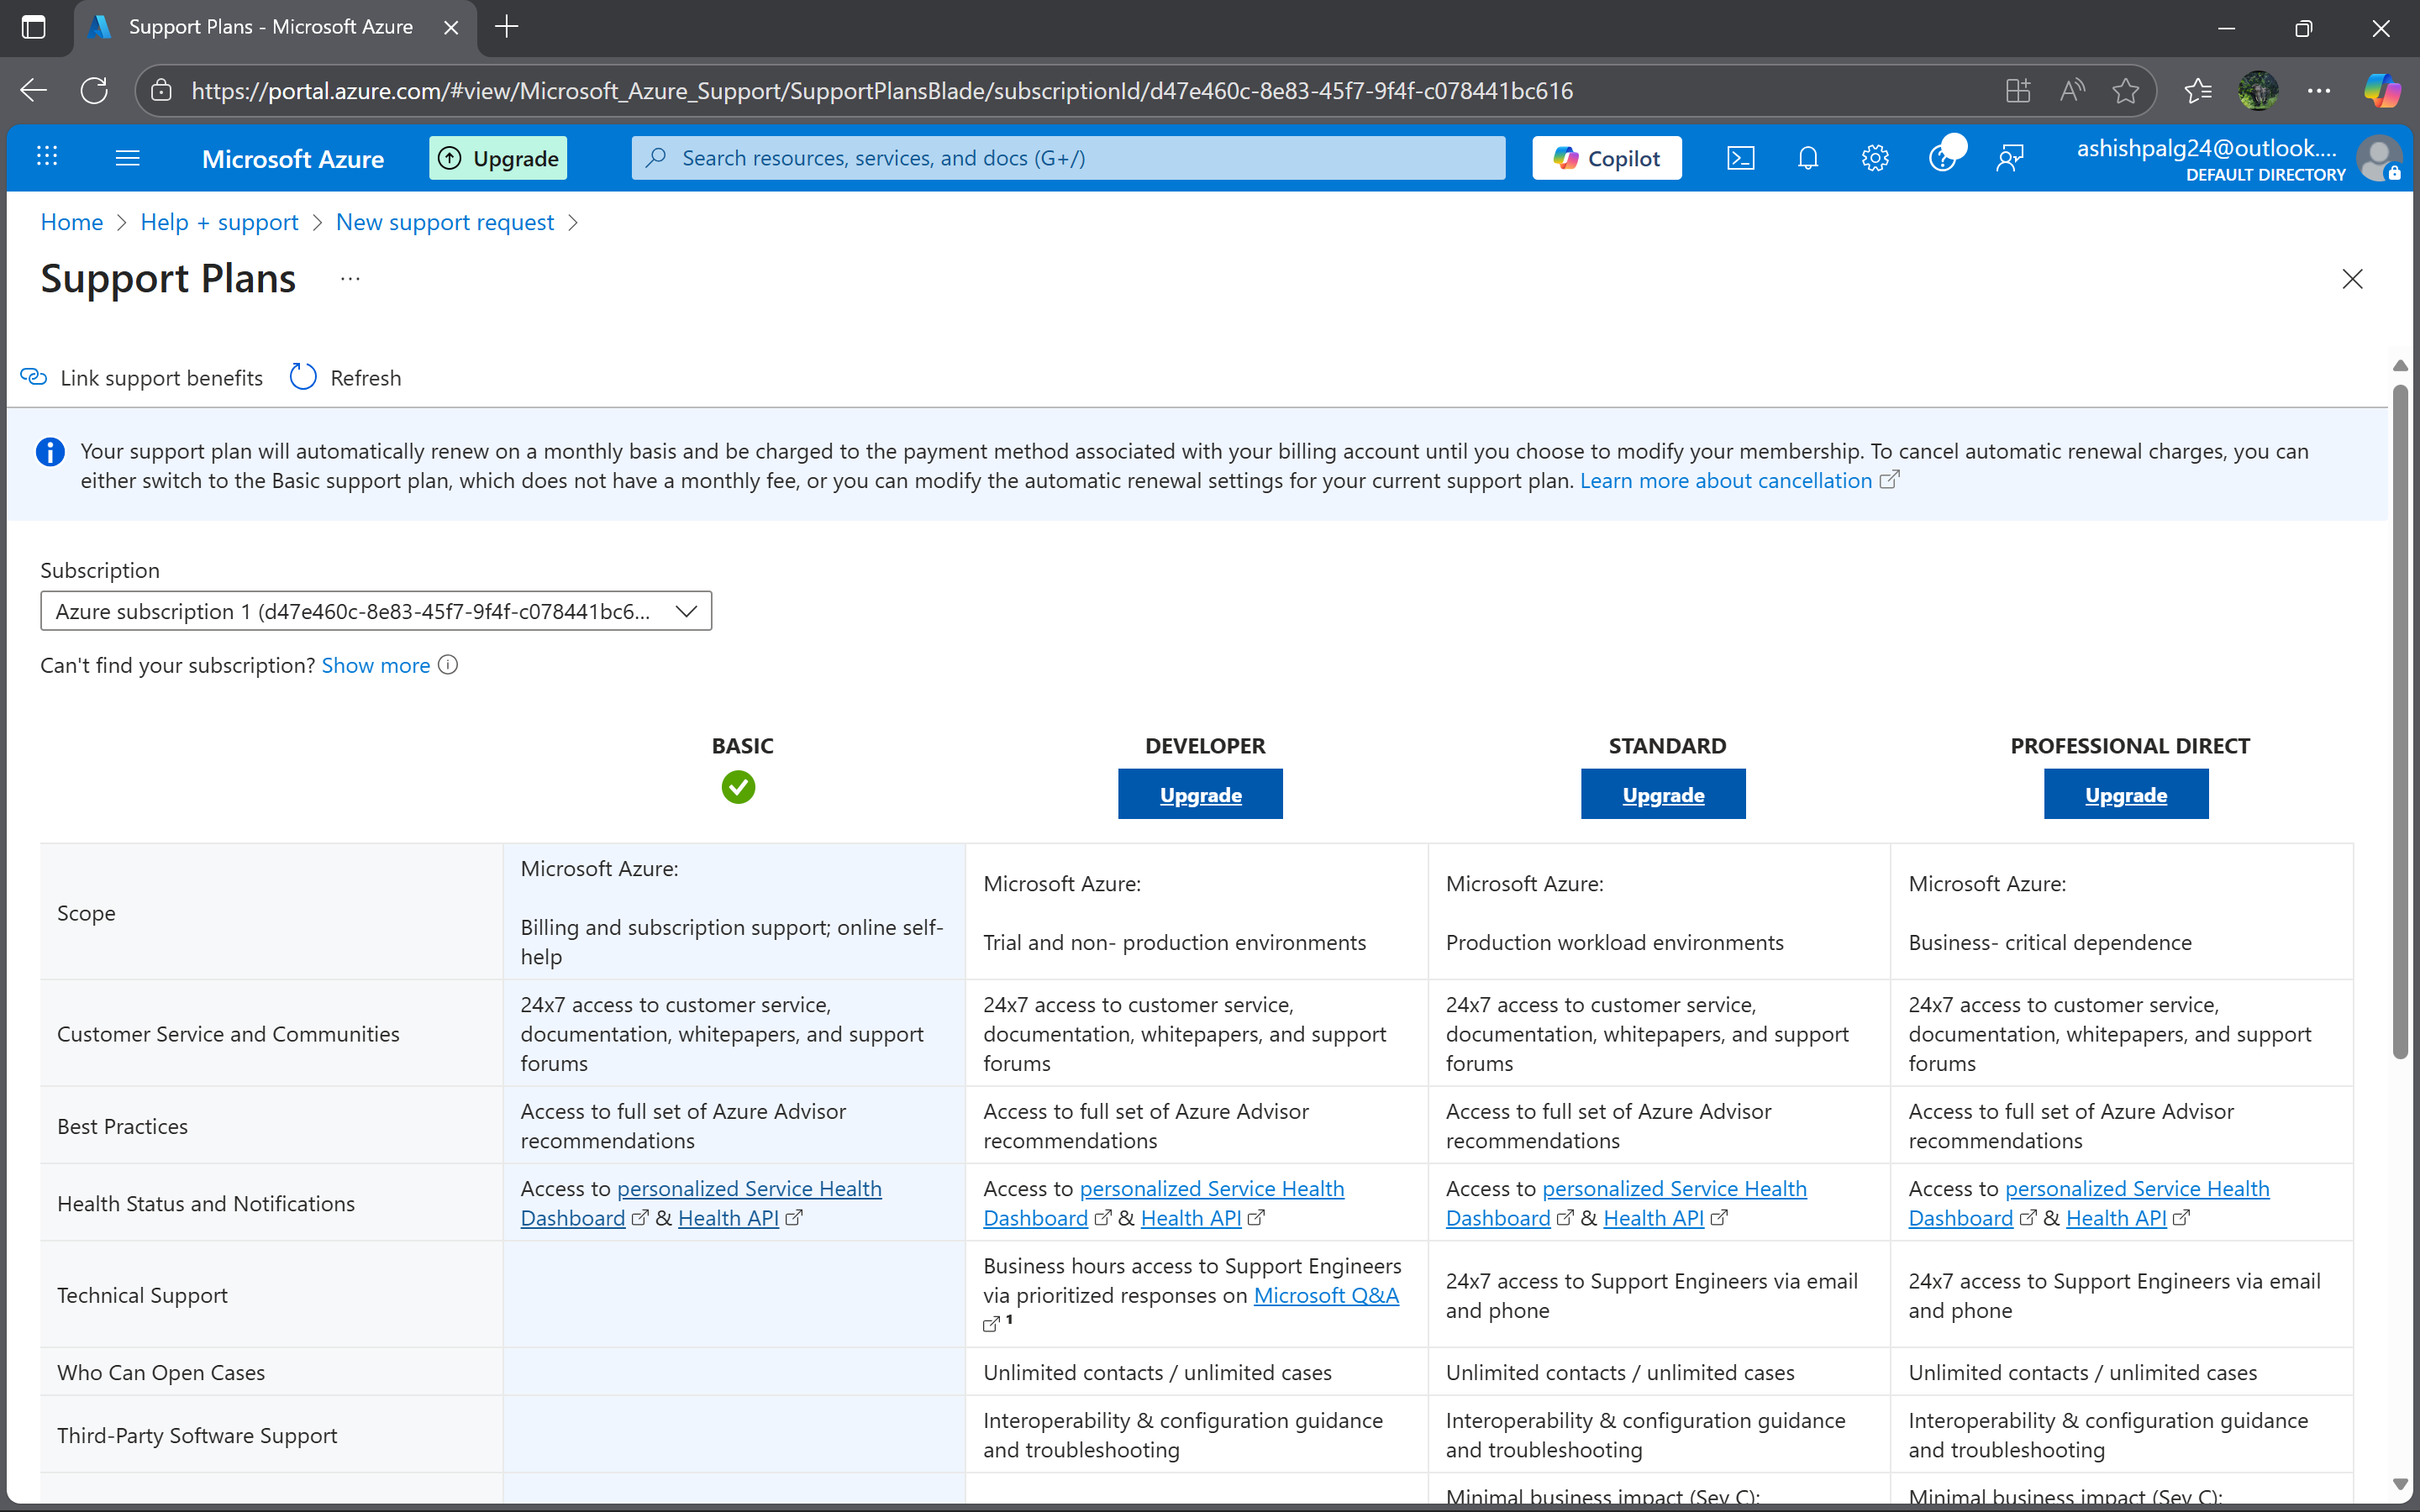 Support Plans - Microsoft Azure
https://portal.azure.com/#view/Microsoft_Azure_Support/SupportPlansBlade/subscriptionId/d47e460c-8e83-45f7-9f4f-c078441bc616
Microsoft Azure
Upgrade
Search resources, services, and docs (G+/)
Copilot
ashishpalg24@outlook....
DEFAULT DIRECTORY
Home > Help + support > New support request >
Support Plans ...
Link support benefits
Refresh
Your support plan will automatically renew on a monthly basis and be charged to the payment method associated with your billing account until you choose to modify your membership. To cancel automatic renewal charges, you can
either switch to the Basic support plan, which does not have a monthly fee, or you can modify the automatic renewal settings for your current support plan. Learn more about cancellation
Subscription
Azure subscription 1 (d47e460c-8e83-45f7-9f4f-c078441bc6...
Can't find your subscription? Show more
BASIC
DEVELOPER
Upgrade
STANDARD
Upgrade
PROFESSIONAL DIRECT
Upgrade
Scope
Microsoft Azure:
Billing and subscription support; online self-
help
Microsoft Azure:
Trial and non- production environments
Microsoft Azure:
Production workload environments
Microsoft Azure:
Business- critical dependence
Customer Service and Communities
24x7 access to customer service,
documentation, whitepapers, and support
forums
24x7 access to customer service,
documentation, whitepapers, and support
forums
24x7 access to customer service,
documentation, whitepapers, and support
forums
24x7 access to customer service,
documentation, whitepapers, and support
forums
Best Practices
Access to full set of Azure Advisor
recommendations
Access to full set of Azure Advisor
recommendations
Access to full set of Azure Advisor
recommendations
Access to full set of Azure Advisor
recommendations
Health Status and Notifications
Access to personalized Service Health
Dashboard & Health API
Access to personalized Service Health
Dashboard & Health API
Access to personalized Service Health
Dashboard & Health API
Access to personalized Service Health
Dashboard & Health API
Technical Support
Business hours access to Support Engineers
via prioritized responses on Microsoft Q&A
1
24x7 access to Support Engineers via email
and phone
24x7 access to Support Engineers via email
and phone
Who Can Open Cases
Unlimited contacts / unlimited cases
Unlimited contacts / unlimited cases
Unlimited contacts / unlimited cases
Third-Party Software Support
Interoperability & configuration guidance
and troubleshooting
Interoperability & configuration guidance
and troubleshooting
Interoperability & configuration guidance
and troubleshooting
Minimal business impact (Sev C):
Minimal business impact (Sev C):